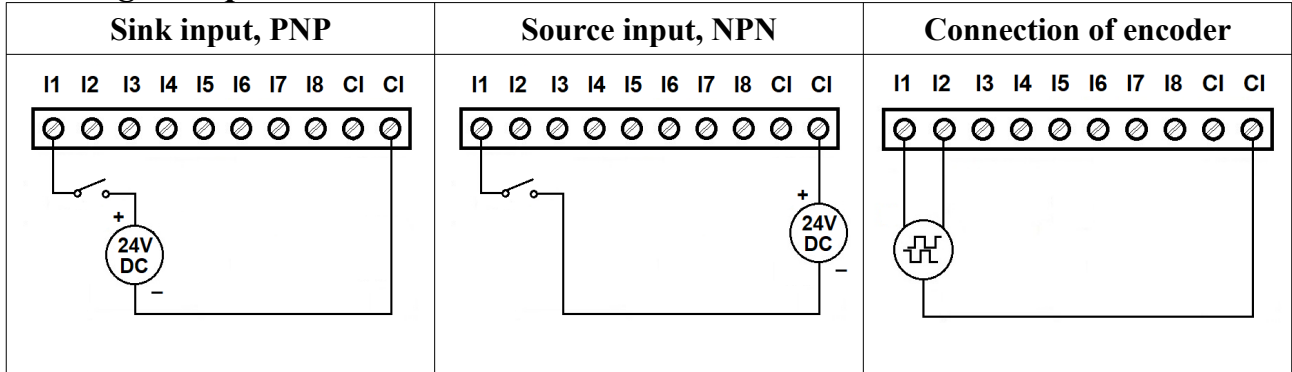 Sink input, PNP
Source input, NPN
Connection of encoder
I1 I2 I3 I4 I5 I6 I7 I8 CI CI
I1 I2 I3 I4 I5 I6 I7 I8 CI CI
I1 I2 I3 I4 I5 I6 I7 I8 CI CI
+
24V
DC
–
+
24V
DC
–